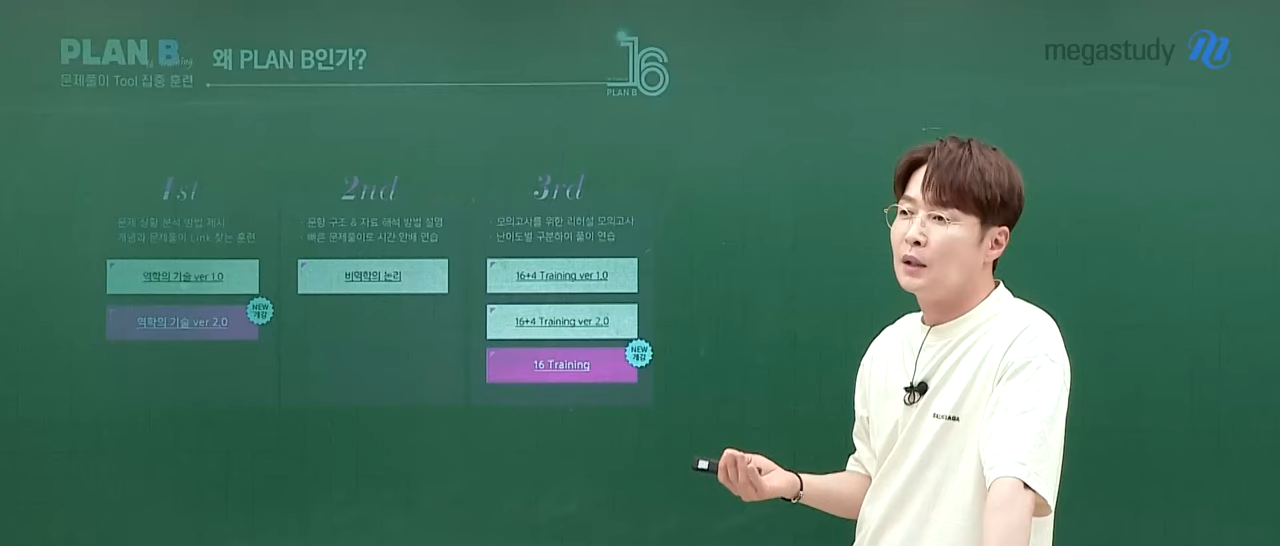 PLAN B
왜 PLAN B인가?
문제풀이 Tool 집중 훈련
16
PLAN B
megastudy
1st
문제 상황 분석 방법 제시
개념과 문제풀이 Link 찾는 훈련
역학의 기술 ver 1.0
역학의 기술 ver 2.0
NEW
개강
2nd
· 문항 구조 & 자료 해석 방법 설명
· 빠른 문제풀이로 시간 안배 연습
비역학의 논리
3rd
· 모의고사를 위한 리허설 모의고사
· 난이도별 구분하여 풀이 연습
16+4 Training ver 1.0
16+4 Training ver 2.0
16 Training
NEW
개강